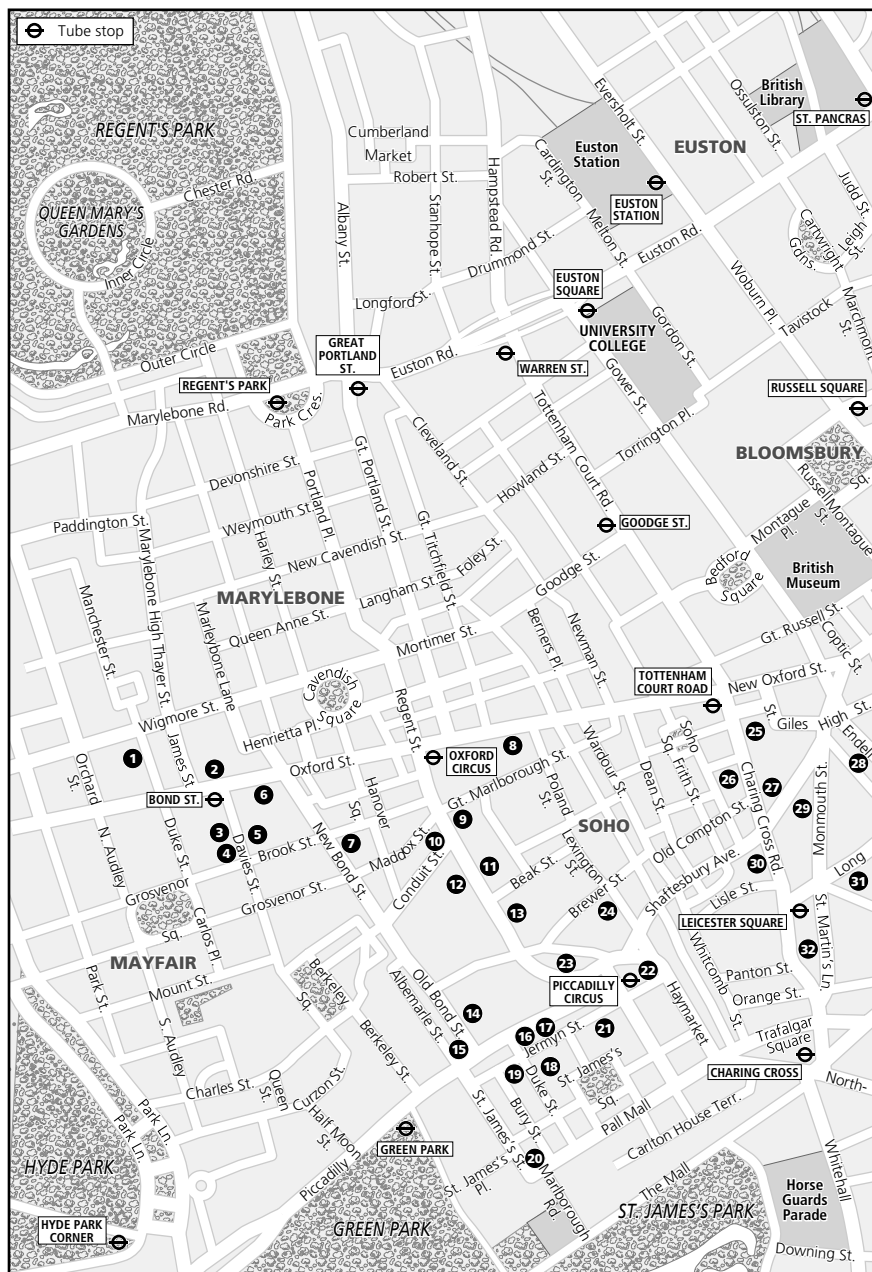 Tube stop
British
Library
ST. PANCRAS
Eversholt St.
Ossulston St.
EUSTON
REGENT'S PARK
Cumberland
Market
Euston
Station
Cardington St.
Robert St.
Hampstead Rd.
Stanhope St.
Albany St.
Chester Rd.
QUEEN MARY'S
GARDENS
Inner Circle
EUSTON
STATION
Melton St.
Judd St.
Leigh St.
Cartwright
Gdns.
Drummond St.
Euston Rd.
Longford St.
EUSTON
SQUARE
Woburn Pl.
Tavistock
Marchmont St.
Gordon St.
UNIVERSITY
COLLEGE
Outer Circle
GREAT
PORTLAND
ST.
Euston Rd.
WARREN ST.
Gower St.
REGENT'S PARK
RUSSELL SQUARE
Marylebone Rd.
Park Cres.
Tottenham Court Rd.
Cleveland St.
Torrington Pl.
BLOOMSBURY
Gt. Portland St.
Devonshire St.
Portland Pl.
Howland St.
Russell Sq.
Russell St.
Montague
Montague Pl.
Paddington St.
Weymouth St.
Harley St.
GOODGE ST.
New Cavendish St.
Gt. Titchfield St.
Foley St.
Goodge St.
Bedford
Square
British
Museum
Marylebone High
Thayer St.
Manchester St.
MARYLEBONE
Marleybone Lane
Langham St.
Queen Anne St.
Berners Pl.
Newman St.
Mortimer St.
Gt. Russell St.
Coptic St.
TOTTENHAM
COURT ROAD
New Oxford St.
Cavendish
Square
Wigmore St.
Henrietta Pl.
Regent St.
St. Giles
High St.
Endell
Orchard St.
1
James St.
2
Oxford St.
OXFORD
CIRCUS
8
Wardour St.
Soho Sq.
Dean St.
Frith St.
25
26
27
28
BOND ST.
6
Hanover Sq.
Gt. Marlborough St.
Poland St.
Charing Cross Rd.
29
Monmouth St.
N. Audley
Duke St.
3
4
5
Davies St.
Brook St.
New Bond St.
7
Maddox St.
Conduit St.
9
10
11
12
SOHO
Lexington St.
Old Compton St.
Beak St.
Brewer St.
Shaftesbury Ave.
30
Long
31
Grosvenor
Sq.
Grosvenor St.
Carlos Pl.
13
24
Lisle St.
LEICESTER SQUARE
St. Martin's Ln.
32
MAYFAIR
Park St.
Mount St.
Berkeley Sq.
Berkeley St.
Albemarle St.
Old Bond St.
14
15
23
PICCADILLY
CIRCUS
22
Whitcomb St.
Haymarket
Panton St.
Orange St.
Trafalgar
Square
S. Audley
16
17
Jermyn St.
21
CHARING CROSS
Charles St.
Queen St.
Curzon St.
Half Moon St.
19
18
Duke St.
Bury St.
St. James's
Sq.
North-
Park Ln.
Park Ln.
Piccadilly
GREEN PARK
St. James's St.
St. James's Pl.
20
Pall Mall
Carlton House Terr.
Marlborough Rd.
The Mall
Whitehall
HYDE PARK
HYDE PARK
CORNER
GREEN PARK
ST. JAMES'S PARK
Horse
Guards
Parade
Downing St.